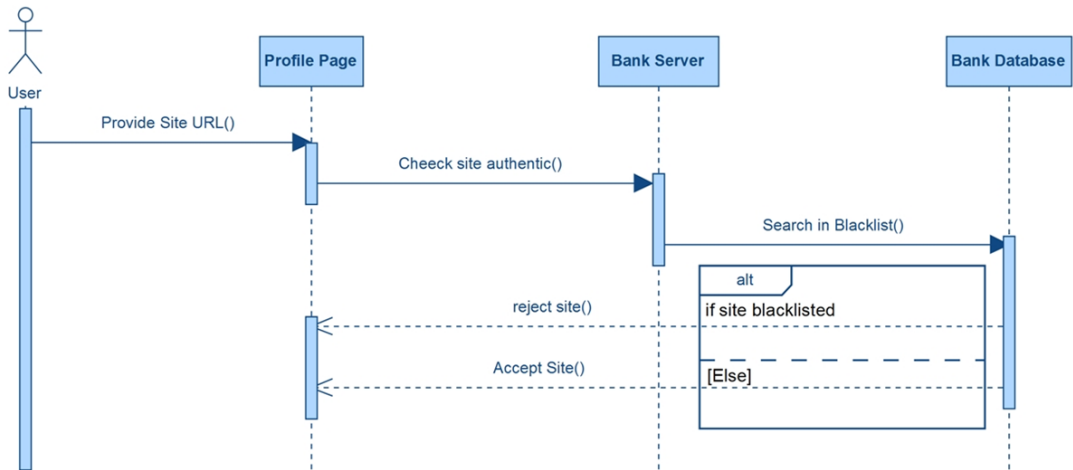 User
Profile Page
Bank Server
Bank Database
Provide Site URL()
Cheeck site authentic()
Search in Blacklist()
alt
if site blacklisted
reject site()
Accept Site()
[Else]